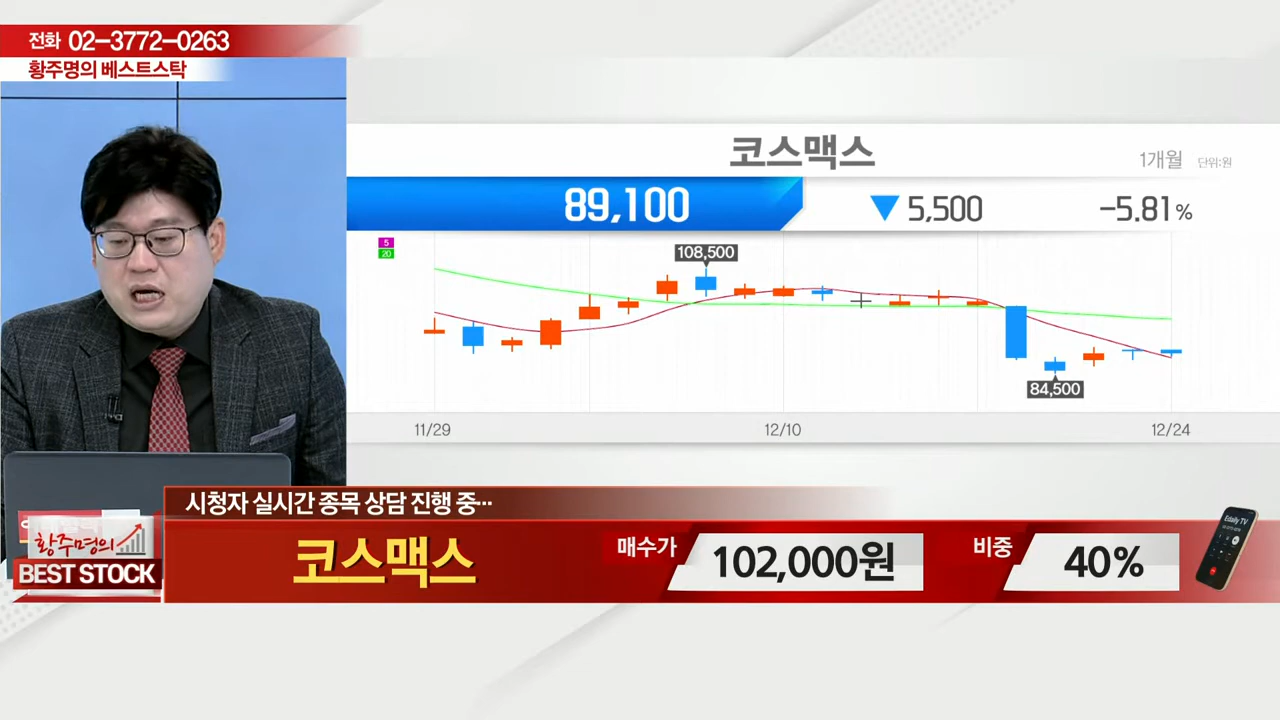 전화 02-3772-0263
황주명의 베스트스탁
코스맥스
1개월 단위:원
89,100 ▼5,500 -5.81%
5
20
108,500
84,500
11/29 12/10 12/24
시청자 실시간 종목 상담 진행 중…
황주명의
BEST STOCK
코스맥스 매수가 102,000원 비중 40%
Edaily TV